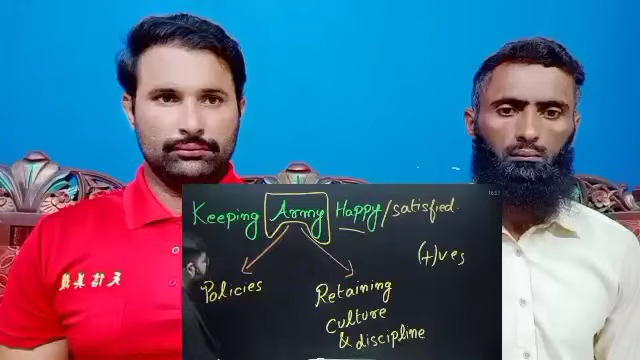 Keeping Army Happy/satisfied.
(+)ves
Policies
Retaining
culture
& discipline